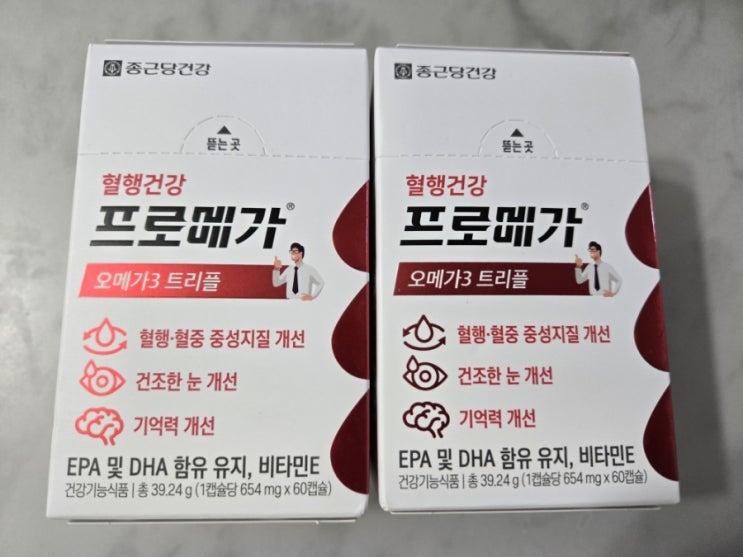 종근당건강
뜯는 곳
혈행건강
프로메가®
오메가3 트리플
혈행·혈중 중성지질 개선
건조한 눈 개선
기억력 개선
EPA 및 DHA 함유 유지, 비타민E
건강기능식품 | 총 39.24 g (1캡슐당 654 mg x 60캡슐)
종근당건강
뜯는 곳
혈행건강
프로메가®
오메가3 트리플
혈행·혈중 중성지질 개선
건조한 눈 개선
기억력 개선
EPA 및 DHA 함유 유지, 비타민E
건강기능식품 | 총 39.24 g (1캡슐당 654 mg x 60캡슐)